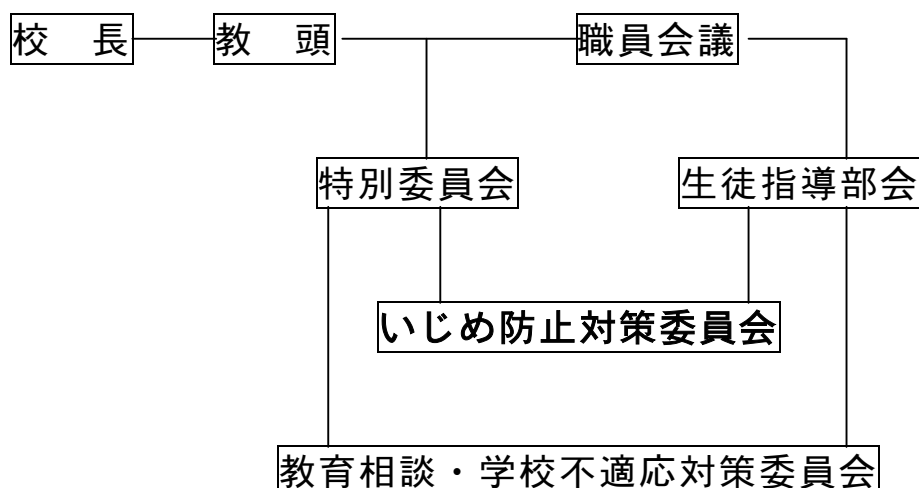 校　長 教　頭 職員会議
特別委員会 生徒指導部会
いじめ防止対策委員会
教育相談・学校不適応対策委員会